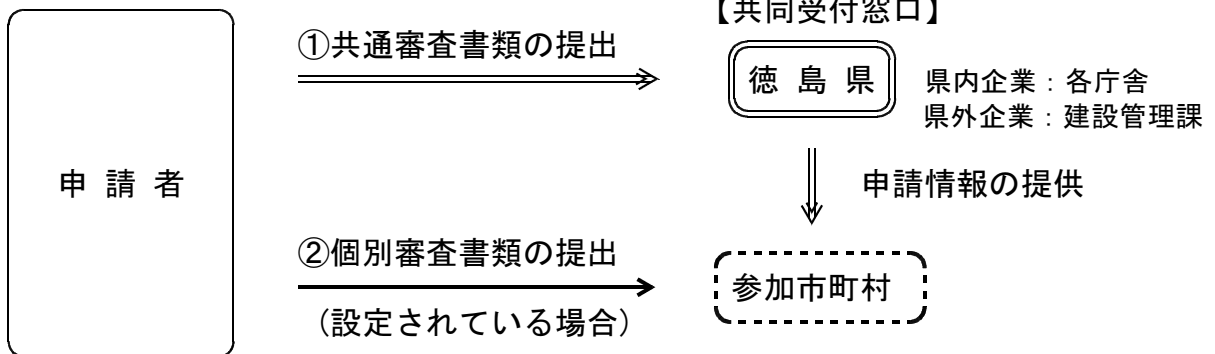 【共同受付窓口】
①共通審査書類の提出
徳島県
県内企業：各庁舎
県外企業：建設管理課
申請者
申請情報の提供
②個別審査書類の提出
（設定されている場合）
参加市町村